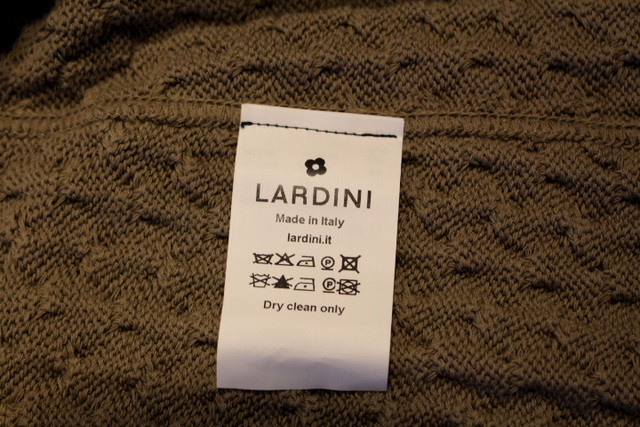 LARDINI
Made in Italy
lardini.it
Dry clean only